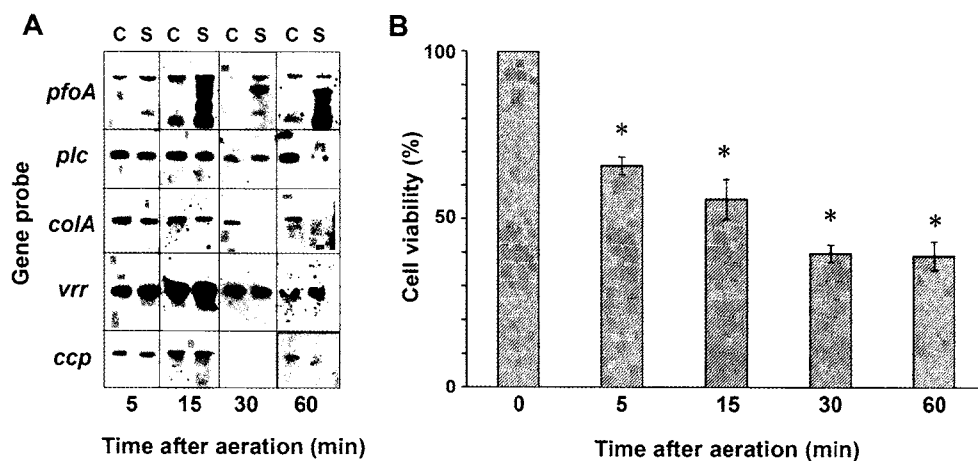 A
C S C S C S C S
pfoA
plc
colA
vrr
ccp
Gene probe
5 15 30 60
Time after aeration (min)
B
100
50
0
Cell viability (%)
* * * *
0 5 15 30 60
Time after aeration (min)